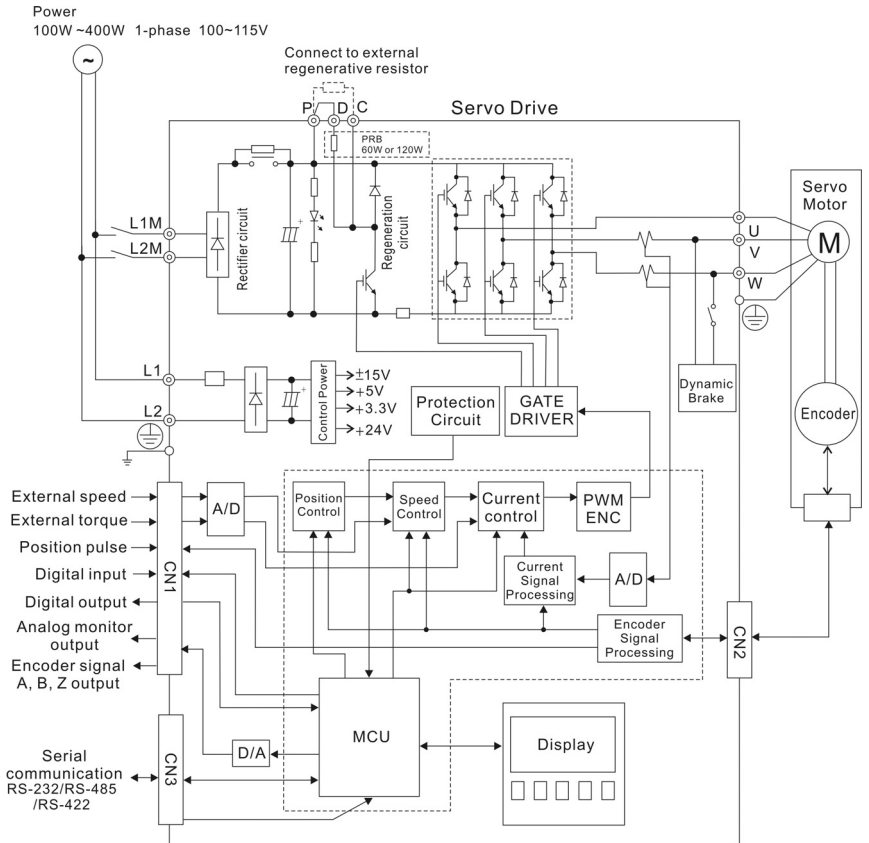 Power
100W ~400W 1-phase 100~115V
~
Connect to external
regenerative resistor
P D C
Servo Drive
PRB
60W or 120W
Servo
Motor
L1M
L2M
Rectifier circuit
+
Regeneration
circuit
U
V
W
M
L1
L2
+
Control Power
±15V
+5V
+3.3V
+24V
Protection
Circuit
GATE
DRIVER
Dynamic
Brake
Encoder
External speed
External torque
Position pulse
Digital input
Digital output
Analog monitor
output
Encoder signal
A, B, Z output
CN1
A/D
Position
Control
Speed
Control
Current
control
PWM
ENC
Current
Signal
Processing
A/D
Encoder
Signal
Processing
CN2
MCU
D/A
Display
CN3
Serial
communication
RS-232/RS-485
/RS-422